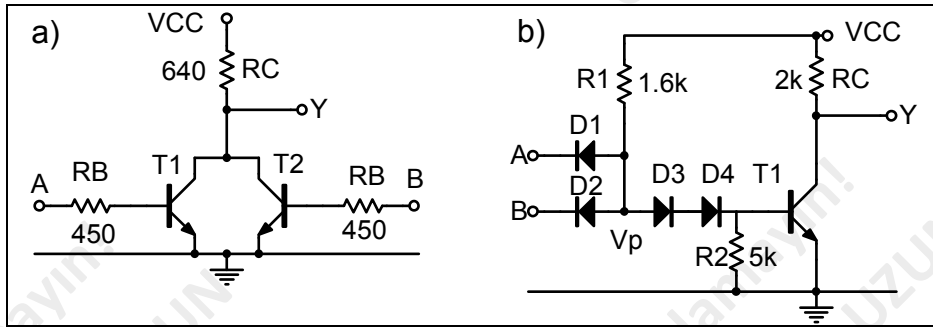 a)
VCC
640 RC
Y
A RB T1 T2 RB B
450 450
b)
VCC
R1 1.6k 2k RC
D1 Y
A
D2 D3 D4 T1
B
Vp
R2 5k